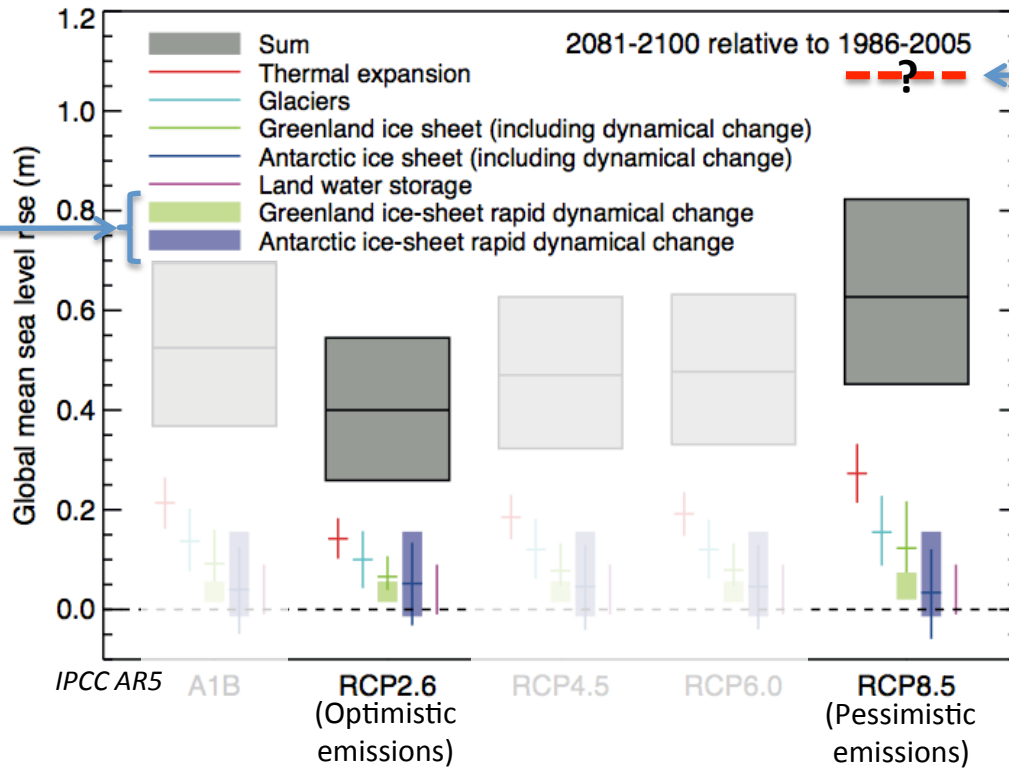 1.2
1.0
0.8
0.6
0.4
0.2
0.0
Global mean sea level rise (m)
Sum
Thermal expansion
Glaciers
Greenland ice sheet (including dynamical change)
Antarctic ice sheet (including dynamical change)
Land water storage
Greenland ice-sheet rapid dynamical change
Antarctic ice-sheet rapid dynamical change
2081-2100 relative to 1986-2005
?
IPCC AR5
A1B
RCP2.6
(Optimistic
emissions)
RCP4.5
RCP6.0
RCP8.5
(Pessimistic
emissions)